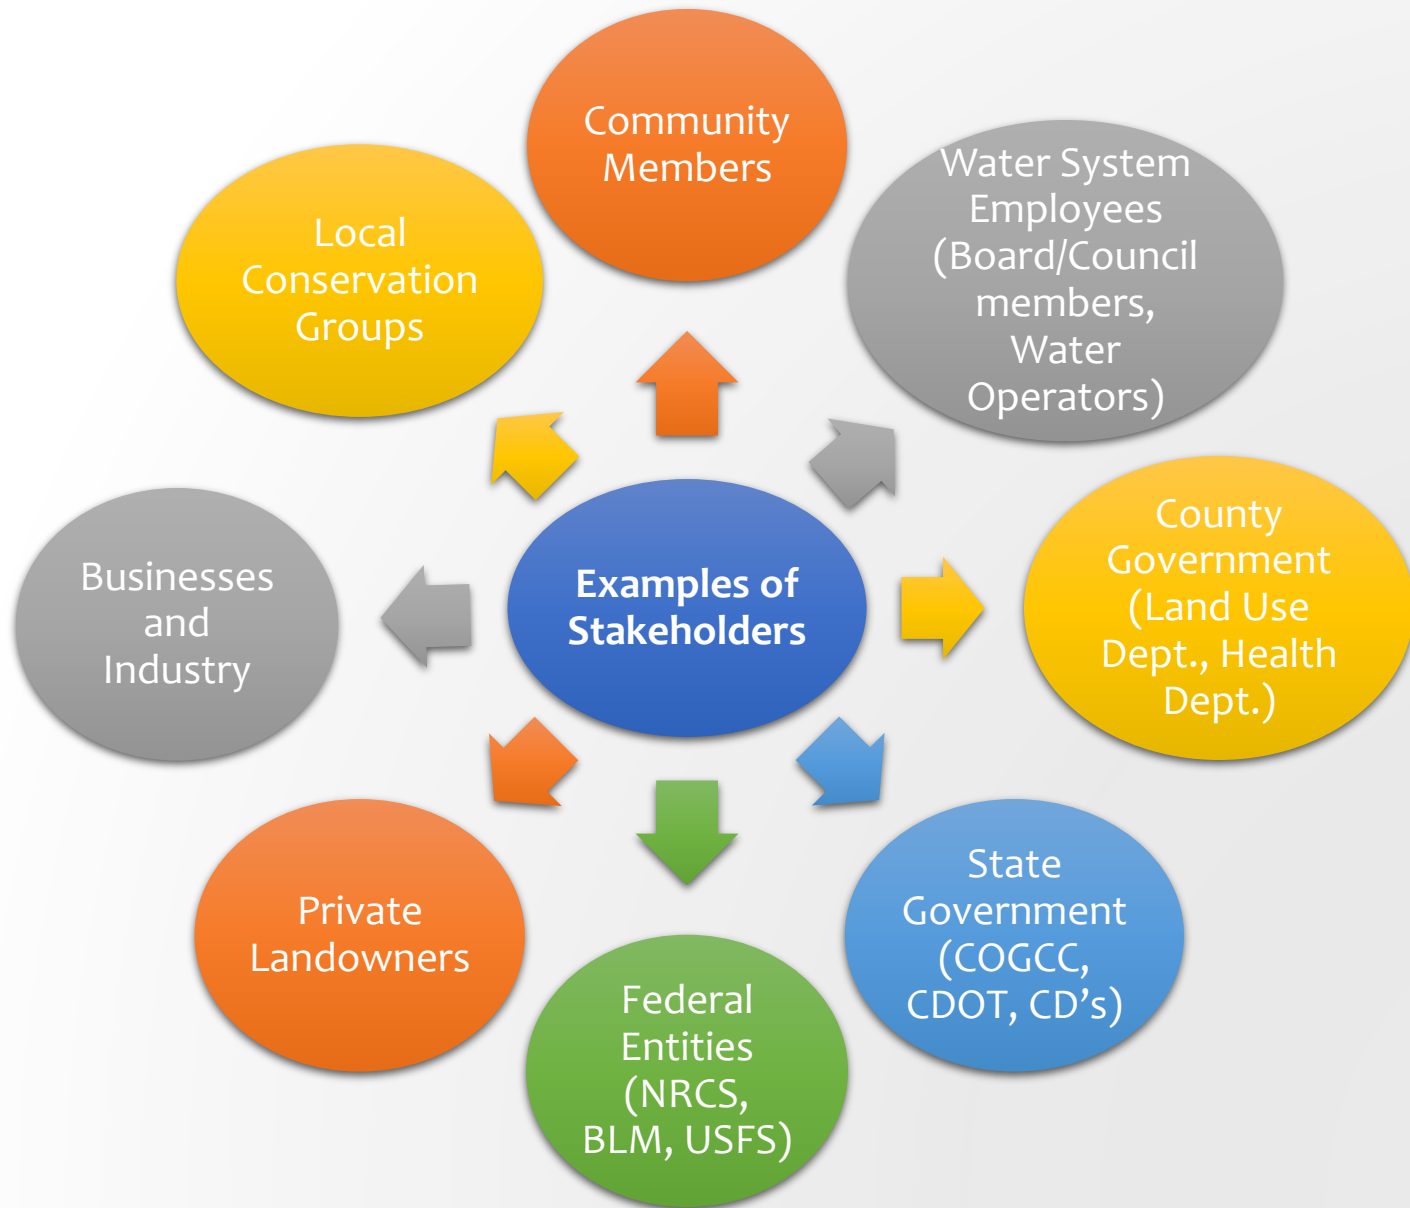 Community
Members
Water System
Employees
(Board/Council
members,
Water
Operators)
County
Government
(Land Use
Dept., Health
Dept.)
State
Government
(COGCC,
CDOT, CD’s)
Federal
Entities
(NRCS,
BLM, USFS)
Private
Landowners
Businesses
and
Industry
Local
Conservation
Groups
Examples of
Stakeholders